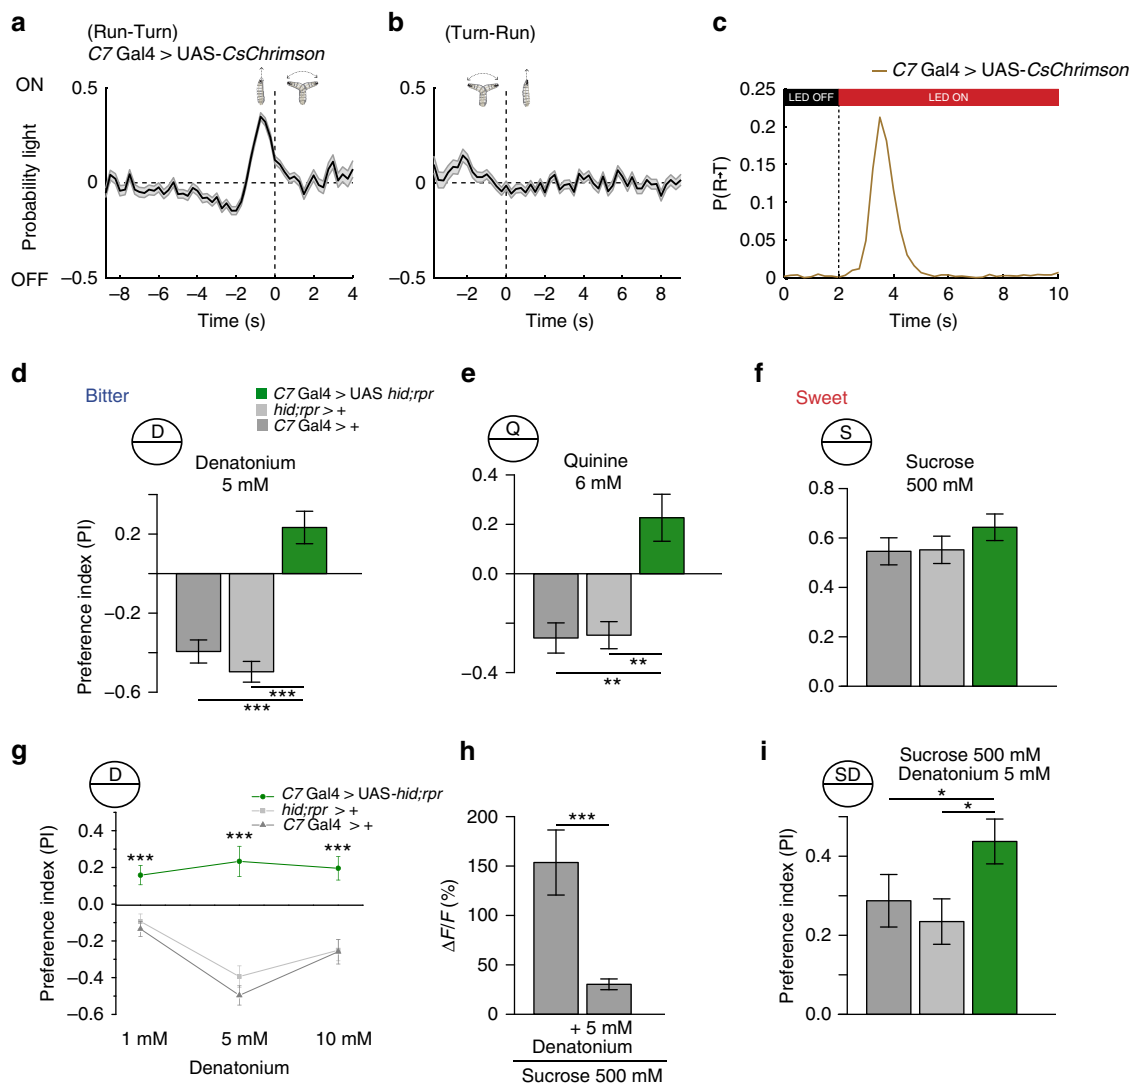 a
(Run-Turn)
C7 Gal4 > UAS-CsChrimson
ON
OFF
Probability light
0.5
0
−0.5
−8
−6
−4
−2
0
2
4
Time (s)
b
(Turn-Run)
0.5
0
−0.5
−2
0
−2
4
6
8
Time (s)
c
C7 Gal4 > UAS-CsChrimson
LED OFF
LED ON
P(R→T)
0.25
0.2
0.15
0.1
0.05
0
0
2
4
6
8
10
Time (s)
d
Bitter
C7 Gal4 > UAS hid;rpr
hid;rpr > +
C7 Gal4 > +
D
Denatonium
5 mM
Preference index (PI)
0.2
−0.2
−0.6
***
***
e
Q
Quinine
6 mM
0.4
0.2
0.0
−0.4
**
**
f
Sweet
S
Sucrose
500 mM
0.8
0.6
0.4
0.2
0.0
g
D
C7 Gal4 > UAS-hid;rpr
hid;rpr > +
C7 Gal4 > +
Preference index (PI)
0.4
0.2
0.0
−0.2
−0.4
−0.6
***
***
***
1 mM
5 mM
10 mM
Denatonium
h
ΔF/F (%)
200
150
100
50
0
***
+ 5 mM
Denatonium
Sucrose 500 mM
i
SD
Sucrose 500 mM
Denatonium 5 mM
Preference index (PI)
0.4
0.2
0.0
*
*